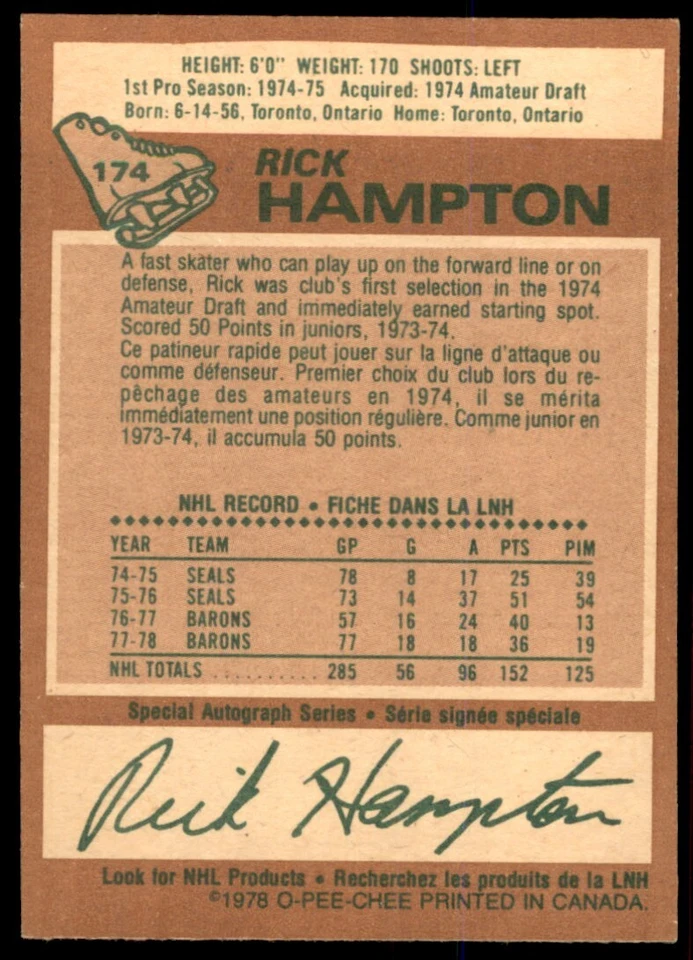 HEIGHT: 6'0" WEIGHT: 170 SHOOTS: LEFT
1st Pro Season: 1974-75 Acquired: 1974 Amateur Draft
Born: 6-14-56, Toronto, Ontario Home: Toronto, Ontario
174
RICK
HAMPTON
A fast skater who can play up on the forward line or on
defense, Rick was club's first selection in the 1974
Amateur Draft and immediately earned starting spot.
Scored 50 Points in juniors, 1973-74.
Ce patineur rapide peut jouer sur la ligne d'attaque ou
comme défenseur. Premier choix du club lors du re-
pêchage des amateurs en 1974, il se mérita
immédiatement une position régulière. Comme junior en
1973-74, il accumula 50 points.
NHL RECORD • FICHE DANS LA LNH
YEAR TEAM GP G A PTS PIM
74-75 SEALS 78 8 17 25 39
75-76 SEALS 73 14 37 51 54
76-77 BARONS 57 16 24 40 13
77-78 BARONS 77 18 18 36 19
NHL TOTALS .......... 285 56 96 152 125
Special Autograph Series • Série signée spéciale
Rick Hampton
Look for NHL Products • Recherchez les produits de la LNH
©1978 O-PEE-CHEE PRINTED IN CANADA.